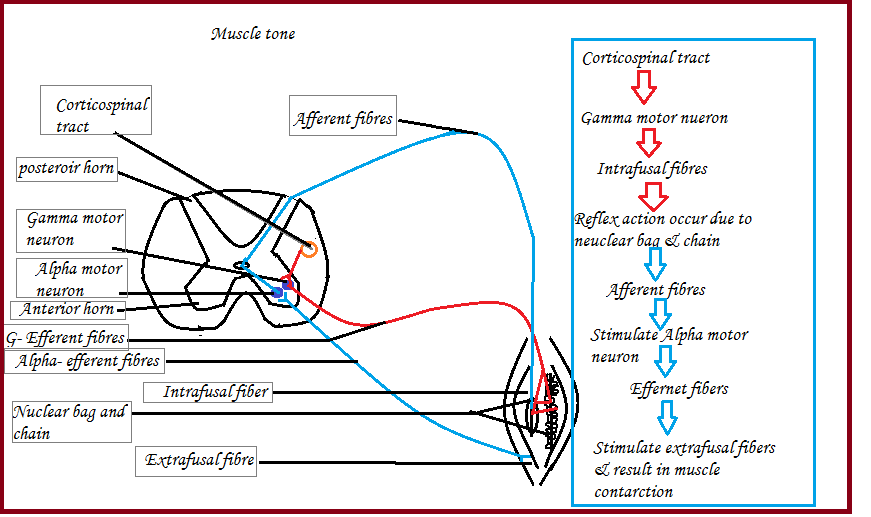 Muscle tone
Corticospinal
tract
Afferent fibres
posteroir horn
Gamma motor
neuron
Alpha motor
neuron
Anterior horn
G- Efferent fibres
Alpha- efferent fibres
Intrafusal fiber
Nuclear bag and
chain
Extrafusal fibre
Corticospinal tract
Gamma motor nueron
Intrafusal fibres
Reflex action occur due to
neuclear bag & chain
Afferent fibres
Stimulate Alpha motor
neuron
Effernet fibers
Stimulate extrafusal fibers
& result in muscle
contarction